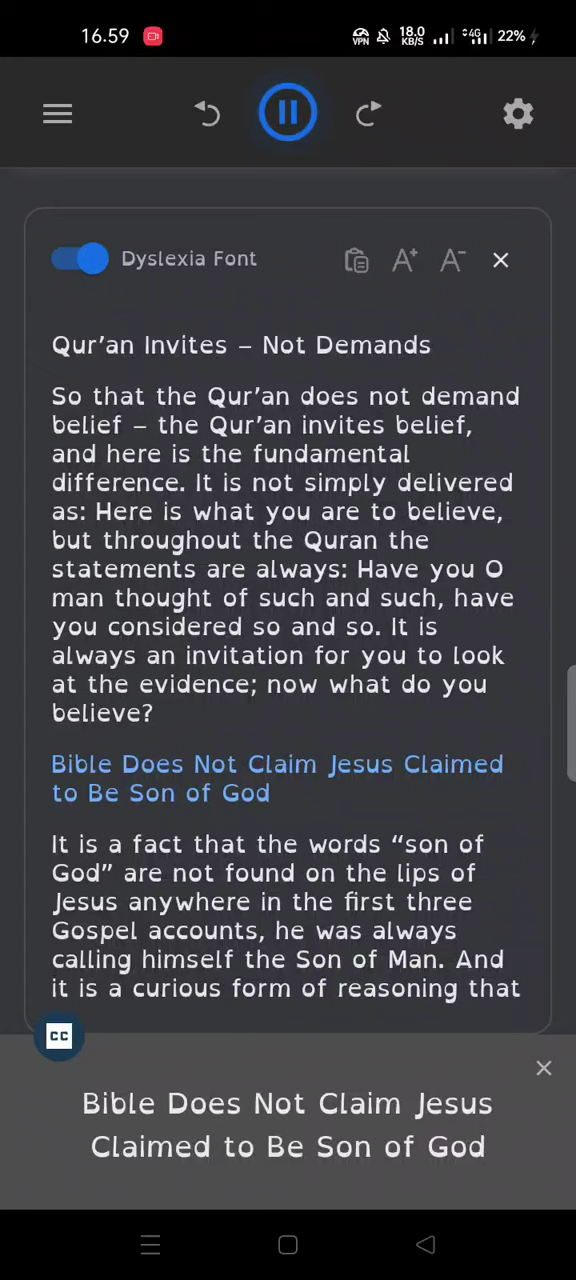 16.59
VPN
18.0
KB/S
4G
22%
Dyslexia Font
A+
A-
Qur’an Invites – Not Demands
So that the Qur’an does not demand
belief – the Qur’an invites belief,
and here is the fundamental
difference. It is not simply delivered
as: Here is what you are to believe,
but throughout the Quran the
statements are always: Have you O
man thought of such and such, have
you considered so and so. It is
always an invitation for you to look
at the evidence; now what do you
believe?
Bible Does Not Claim Jesus Claimed
to Be Son of God
It is a fact that the words “son of
God” are not found on the lips of
Jesus anywhere in the first three
Gospel accounts, he was always
calling himself the Son of Man. And
it is a curious form of reasoning that
CC
Bible Does Not Claim Jesus
Claimed to Be Son of God